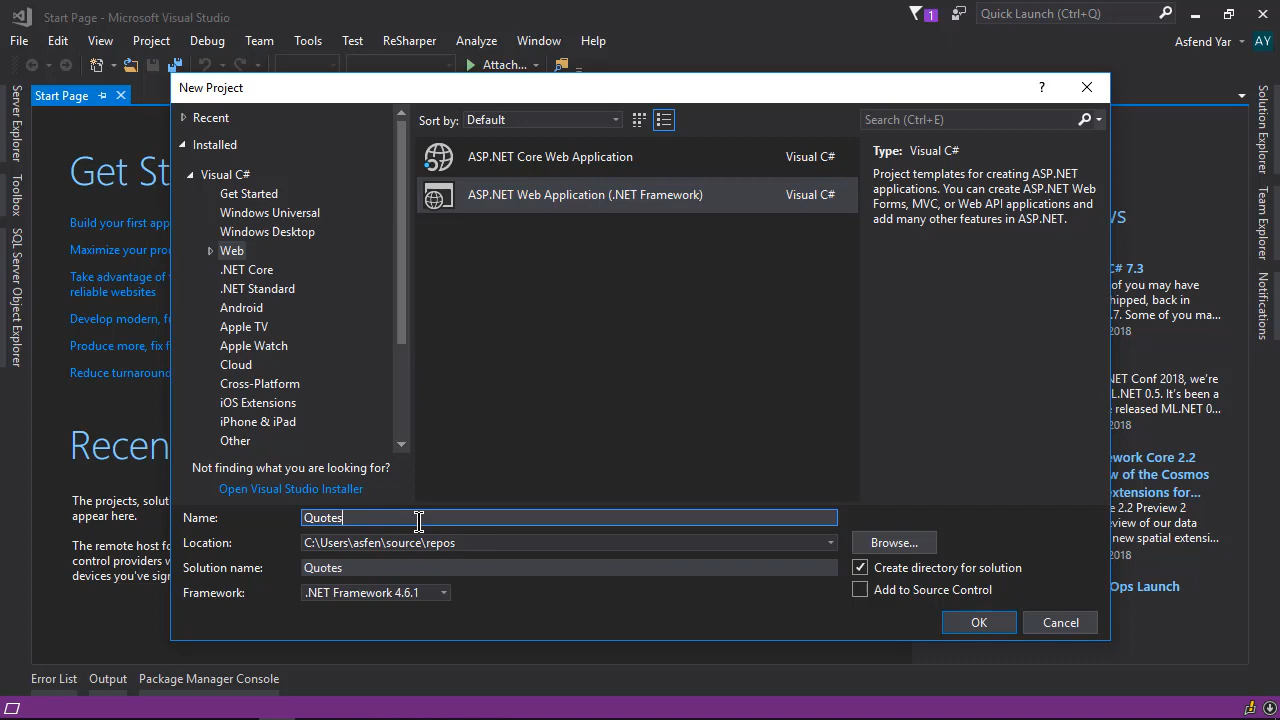 Start Page - Microsoft Visual Studio
1
Quick Launch (Ctrl+Q)
File Edit View Project Debug Team Tools Test ReSharper Analyze Window Help
Asfend Yar
AY
Attach...
Server Explorer
Toolbox
SQL Server Object Explorer
Start Page
Get St
Build your first app
Maximize your pro
Take advantage of t
reliable websites
Develop modern, f
Produce more, fix f
Reduce turnaroun
Recen
The projects, solut
appear here.
The remote host fo
control providers w
devices you've sign
New Project
?
Recent
Installed
Visual C#
Get Started
Windows Universal
Windows Desktop
Web
.NET Core
.NET Standard
Android
Apple TV
Apple Watch
Cloud
Cross-Platform
iOS Extensions
iPhone & iPad
Other
Not finding what you are looking for?
Open Visual Studio Installer
Sort by: Default
ASP.NET Core Web Application Visual C#
ASP.NET Web Application (.NET Framework) Visual C#
Search (Ctrl+E)
Type: Visual C#
Project templates for creating ASP.NET
applications. You can create ASP.NET Web
Forms, MVC, or Web API applications and
add many other features in ASP.NET.
Name: Quotes
Location: C:\Users\asfen\source\repos
Browse...
Solution name: Quotes
Create directory for solution
Framework: .NET Framework 4.6.1
Add to Source Control
OK Cancel
ws
C# 7.3
of you may have
hipped, back in
.7. Some of you ma...
2018
NET Conf 2018, we're
L.NET 0.5. It's been a
e released ML.NET 0...
2018
ework Core 2.2
w of the Cosmos
xtensions for...
e 2.2 Preview 2
view of our data
new spatial extensi...
2018
Ops Launch
Solution Explorer
Team Explorer
Notifications
Error List Output Package Manager Console